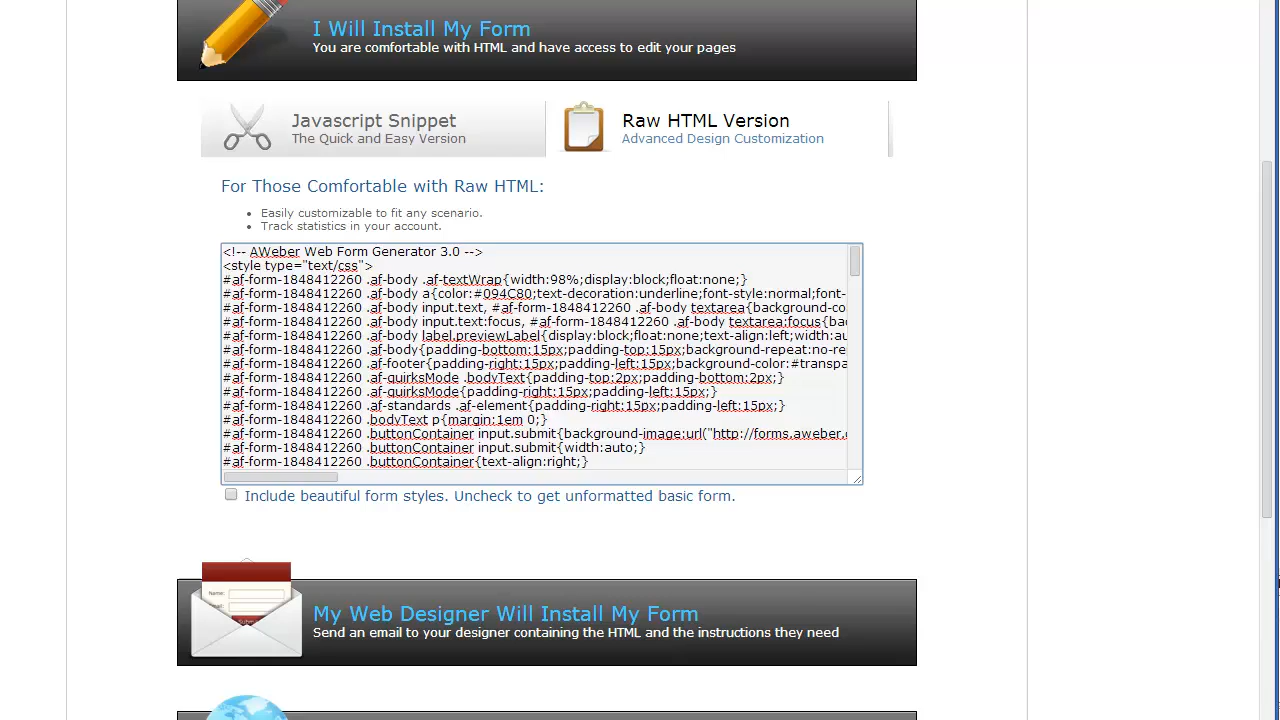 I Will Install My Form
You are comfortable with HTML and have access to edit your pages
Javascript Snippet
The Quick and Easy Version
Raw HTML Version
Advanced Design Customization
For Those Comfortable with Raw HTML:
• Easily customizable to fit any scenario.
• Track statistics in your account.
<!-- AWeber Web Form Generator 3.0 -->
<style type="text/css">
#af-form-1848412260 .af-body .af-textWrap{width:98%;display:block;float:none;}
#af-form-1848412260 .af-body a{color:#094C80;text-decoration:underline;font-style:normal;font-
#af-form-1848412260 .af-body input.text, #af-form-1848412260 .af-body textarea{background-co
#af-form-1848412260 .af-body input.text:focus, #af-form-1848412260 .af-body textarea:focus{bac
#af-form-1848412260 .af-body label.previewLabel{display:block;float:none;text-align:left;width:au
#af-form-1848412260 .af-body{padding-bottom:15px;padding-top:15px;background-repeat:no-re
#af-form-1848412260 .af-footer{padding-right:15px;padding-left:15px;background-color:#transpa
#af-form-1848412260 .af-quirksMode .bodyText{padding-top:2px;padding-bottom:2px;}
#af-form-1848412260 .af-quirksMode{padding-right:15px;padding-left:15px;}
#af-form-1848412260 .af-standards .af-element{padding-right:15px;padding-left:15px;}
#af-form-1848412260 .bodyText p{margin:1em 0;}
#af-form-1848412260 .buttonContainer input.submit{background-image:url("http://forms.aweber.c
#af-form-1848412260 .buttonContainer input.submit{width:auto;}
#af-form-1848412260 .buttonContainer{text-align:right;}
Include beautiful form styles. Uncheck to get unformatted basic form.
Name:
Email:
My Web Designer Will Install My Form
Send an email to your designer containing the HTML and the instructions they need